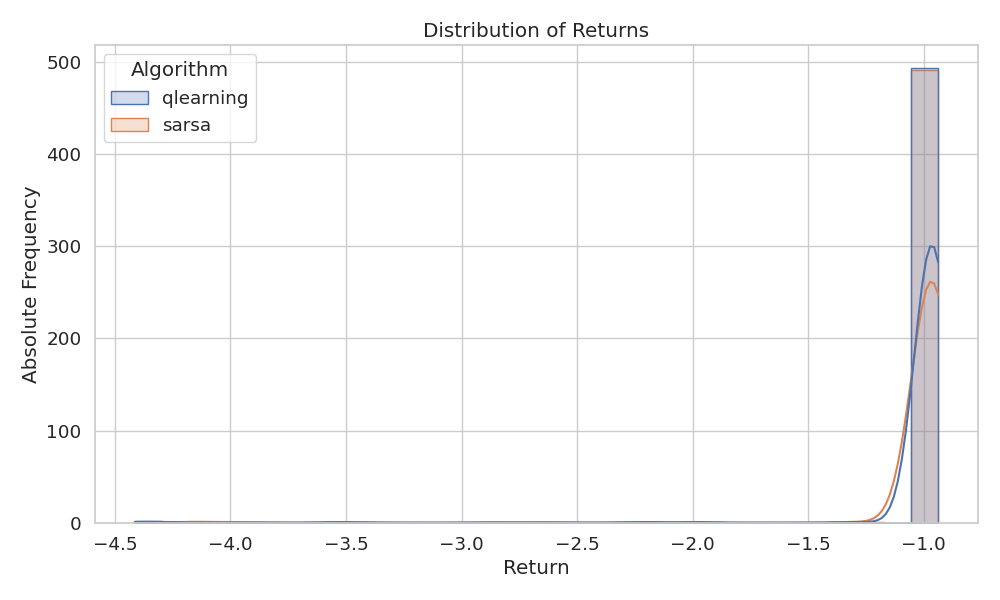 Distribution of Returns
Algorithm
qlearning
sarsa
Absolute Frequency
500
400
300
200
100
0
−4.5
−4.0
−3.5
−3.0
−2.5
−2.0
−1.5
−1.0
Return